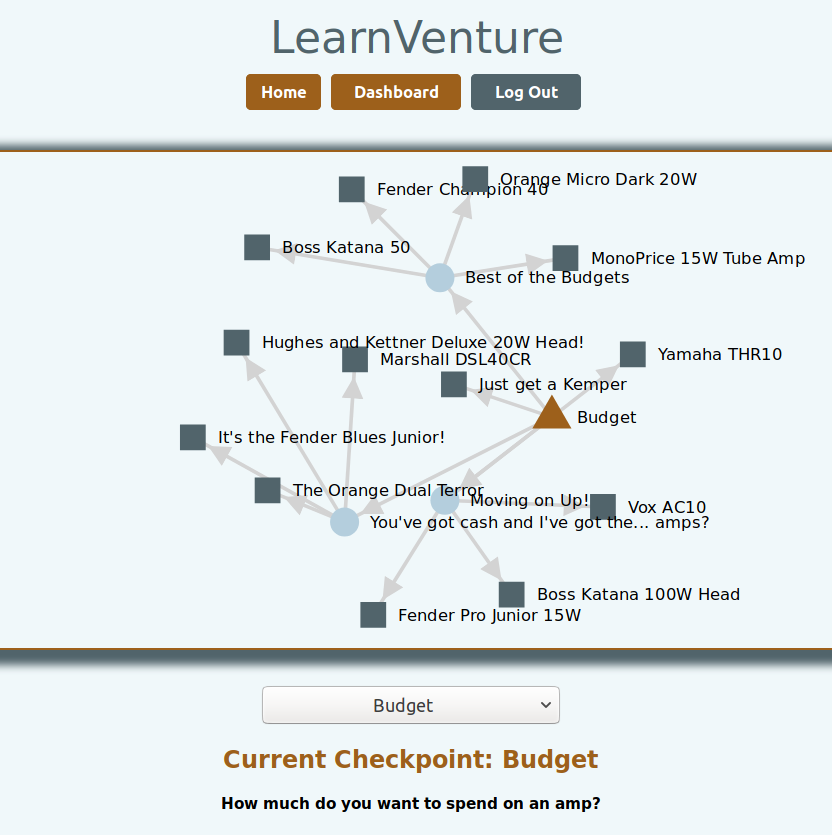 LearnVenture
Home
Dashboard
Log Out
Orange Micro Dark 20W
Fender Champion 40
Boss Katana 50
MonoPrice 15W Tube Amp
Best of the Budgets
Hughes and Kettner Deluxe 20W Head!
Yamaha THR10
Marshall DSL40CR
Just get a Kemper
Budget
It's the Fender Blues Junior!
The Orange Dual Terror
Moving on Up!
Vox AC10
You've got cash and I've got the... amps?
Boss Katana 100W Head
Fender Pro Junior 15W
Budget
Current Checkpoint: Budget
How much do you want to spend on an amp?